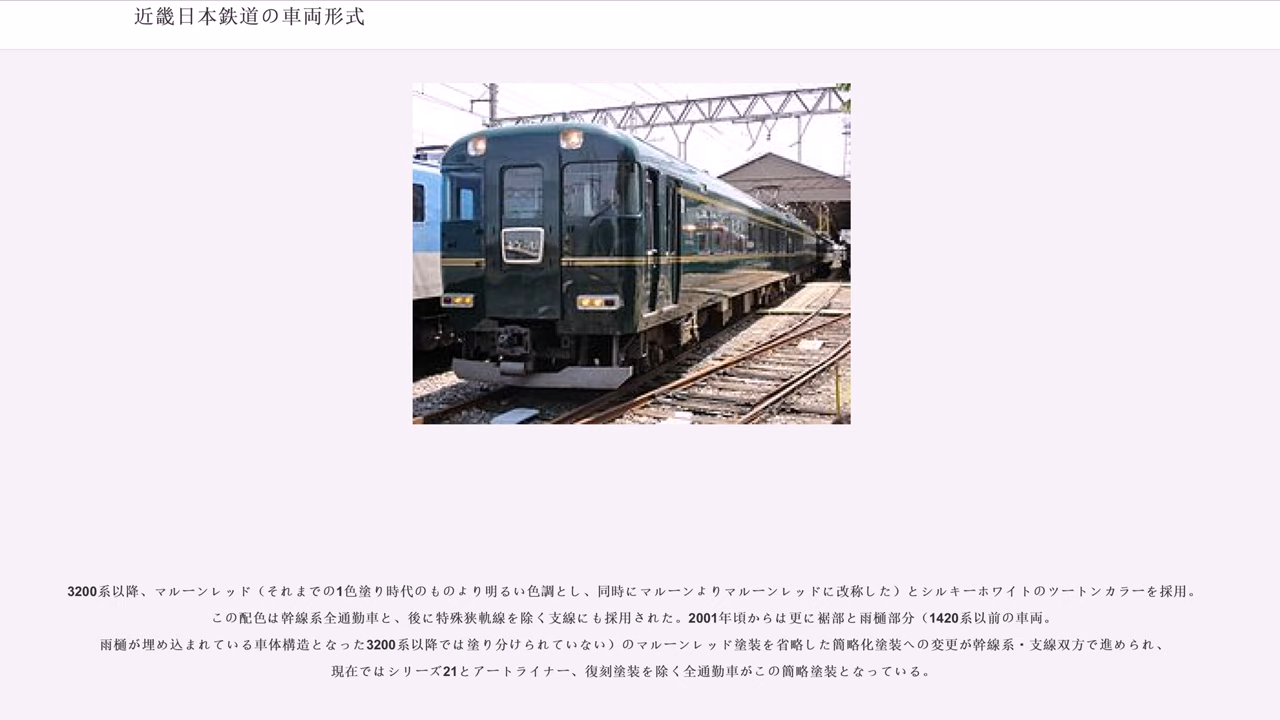 近畿日本鉄道の車両形式
3200系以降、マルーンレッド（それまでの1色塗り時代のものより明るい色調とし、同時にマルーンよりマルーンレッドに改称した）とシルキーホワイトのツートンカラーを採用。
この配色は幹線系全通勤車と、後に特殊狭軌線を除く支線にも採用された。2001年頃からは更に裾部と雨樋部分（1420系以前の車両。
雨樋が埋め込まれている車体構造となった3200系以降では塗り分けられていない）のマルーンレッド塗装を省略した簡略化塗装への変更が幹線系・支線双方で進められ、
現在ではシリーズ21とアートライナー、復刻塗装を除く全通勤車がこの簡略塗装となっている。